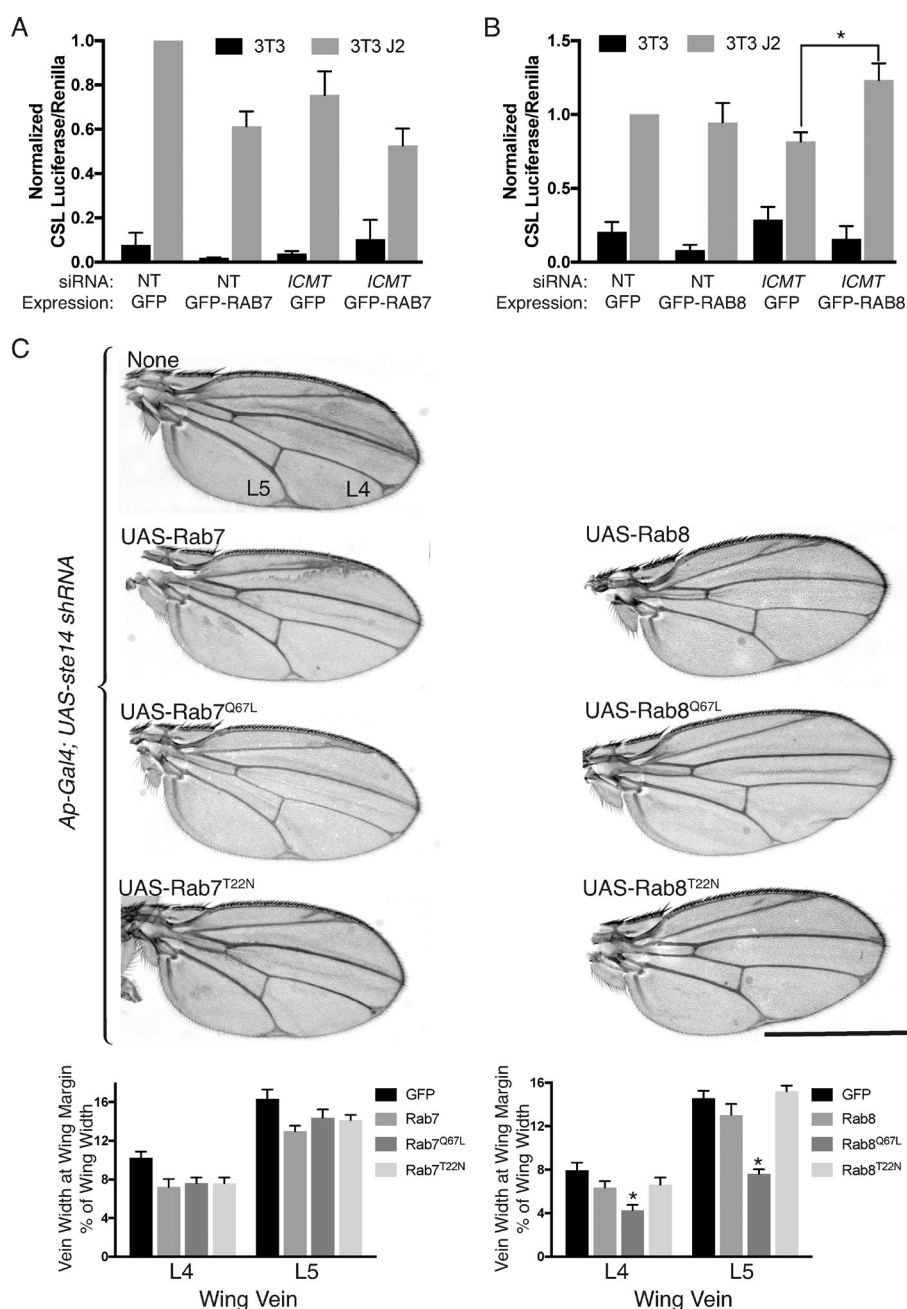 A
Normalized
CSL Luciferase/Renilla
1.0
0.8
0.6
0.4
0.2
0.0
3T3
3T3 J2
siRNA: NT NT ICMT ICMT
Expression: GFP GFP-RAB7 GFP GFP-RAB7
B
Normalized
CSL Luciferase/Renilla
1.5
1.0
0.5
0.0
3T3
3T3 J2
*
siRNA: NT NT ICMT ICMT
Expression: GFP GFP-RAB8 GFP GFP-RAB8
C
Ap-Gal4; UAS-ste14 shRNA
None
L5
L4
UAS-Rab7
UAS-Rab8
UAS-Rab7Q67L
UAS-Rab8Q67L
UAS-Rab7T22N
UAS-Rab8T22N
Vein Width at Wing Margin
% of Wing Width
16
12
8
4
0
GFP
Rab7
Rab7Q67L
Rab7T22N
L4
L5
Wing Vein
Vein Width at Wing Margin
% of Wing Width
16
12
8
4
0
*
*
GFP
Rab8
Rab8Q67L
Rab8T22N
L4
L5
Wing Vein